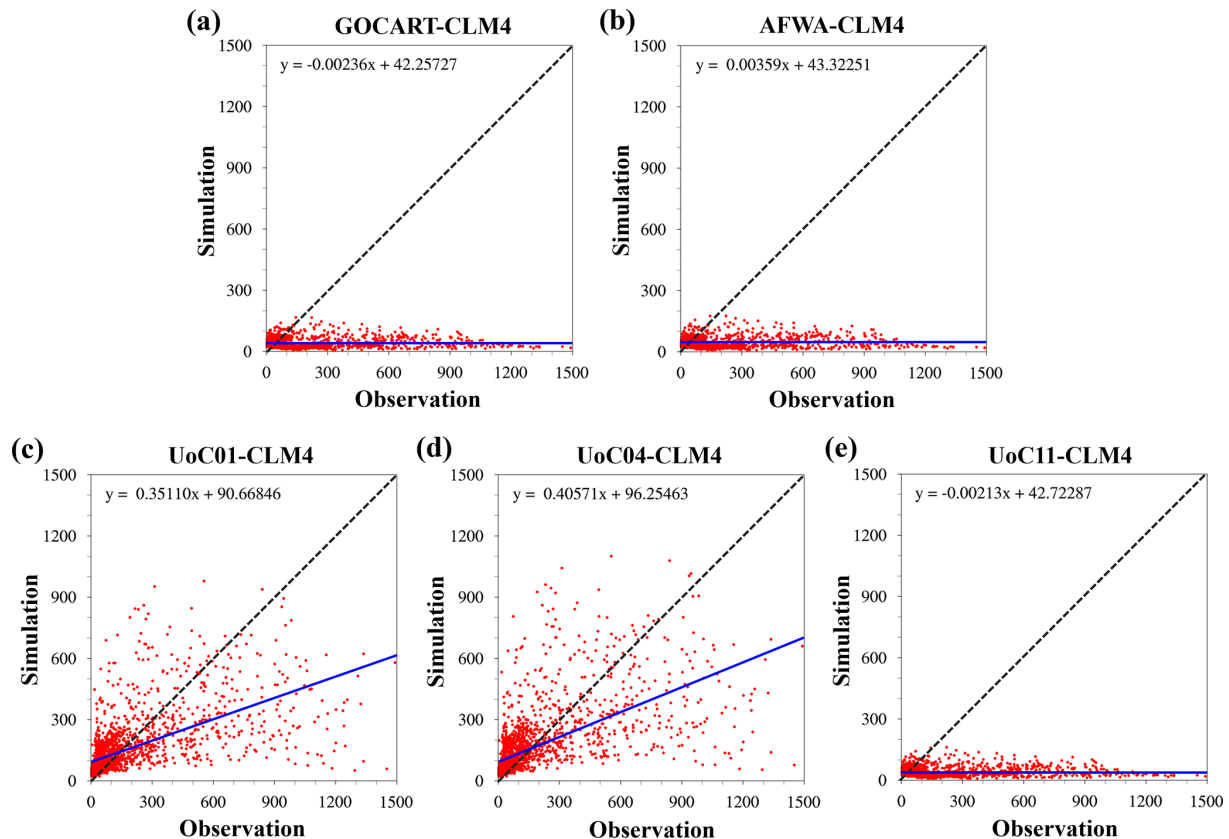 (a)
GOCART-CLM4
y = -0.00236x + 42.25727
Simulation
1500
1200
900
600
300
0
0 300 600 900 1200 1500
Observation
(b)
AFWA-CLM4
y = 0.00359x + 43.32251
Simulation
1500
1200
900
600
300
0
0 300 600 900 1200 1500
Observation
(c)
UoC01-CLM4
y = 0.35110x + 90.66846
Simulation
1500
1200
900
600
300
0
0 300 600 900 1200 1500
Observation
(d)
UoC04-CLM4
y = 0.40571x + 96.25463
Simulation
1500
1200
900
600
300
0
0 300 600 900 1200 1500
Observation
(e)
UoC11-CLM4
y = -0.00213x + 42.72287
Simulation
1500
1200
900
600
300
0
0 300 600 900 1200 1500
Observation